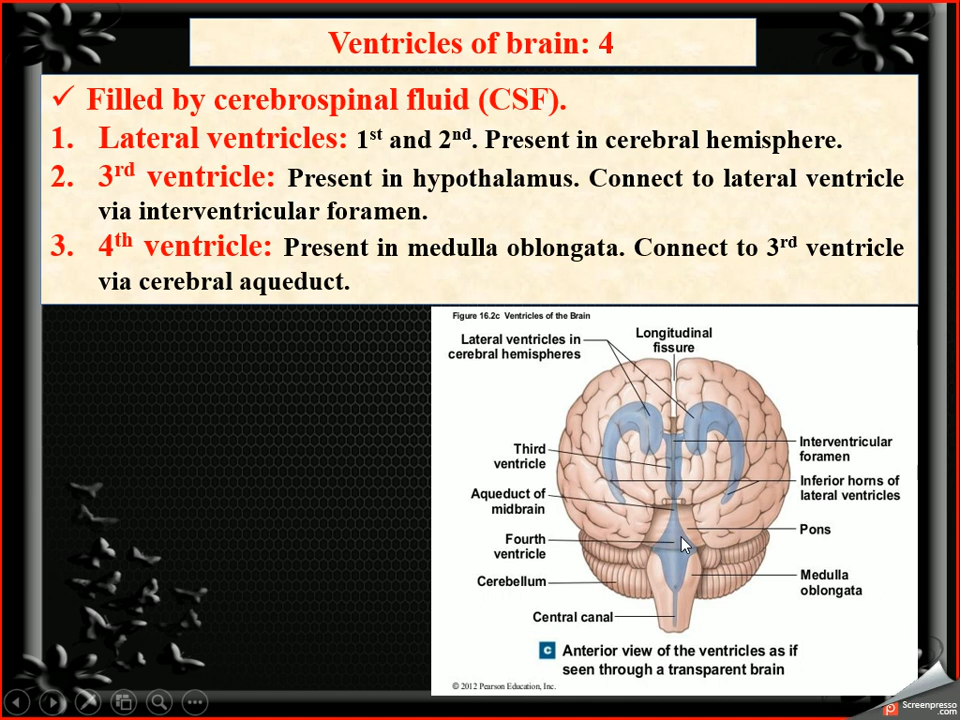 Ventricles of brain: 4
✓ Filled by cerebrospinal fluid (CSF).
1. Lateral ventricles: 1st and 2nd. Present in cerebral hemisphere.
2. 3rd ventricle: Present in hypothalamus. Connect to lateral ventricle
via interventricular foramen.
3. 4th ventricle: Present in medulla oblongata. Connect to 3rd ventricle
via cerebral aqueduct.
Figure 16.2c Ventricles of the Brain
Lateral ventricles in
cerebral hemispheres
Longitudinal
fissure
Third
ventricle
Aqueduct of
midbrain
Fourth
ventricle
Cerebellum
Central canal
Interventricular
foramen
Inferior horns of
lateral ventricles
Pons
Medulla
oblongata
c Anterior view of the ventricles as if
seen through a transparent brain
© 2012 Pearson Education, Inc.
Screenpresso
.com